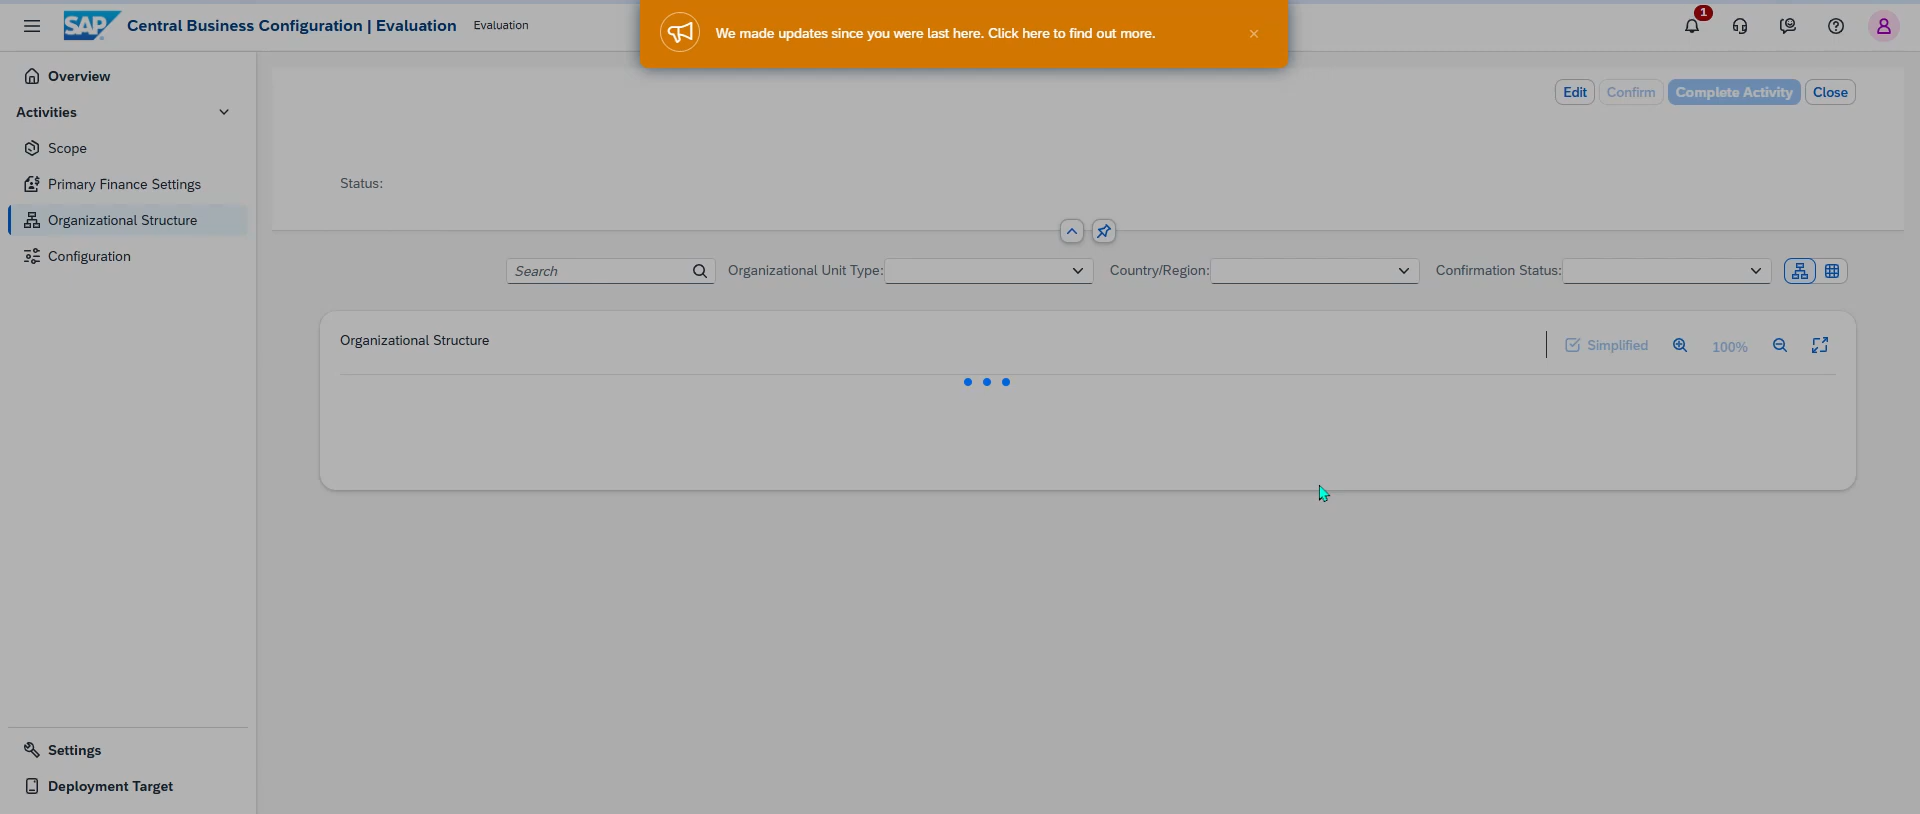 SAP
Central Business Configuration | Evaluation
Evaluation
We made updates since you were last here. Click here to find out more.
1
Overview
Activities
Scope
Primary Finance Settings
Organizational Structure
Configuration
Edit
Confirm
Complete Activity
Close
Status:
Search
Organizational Unit Type:
Country/Region:
Confirmation Status:
Organizational Structure
Simplified
100%
Settings
Deployment Target